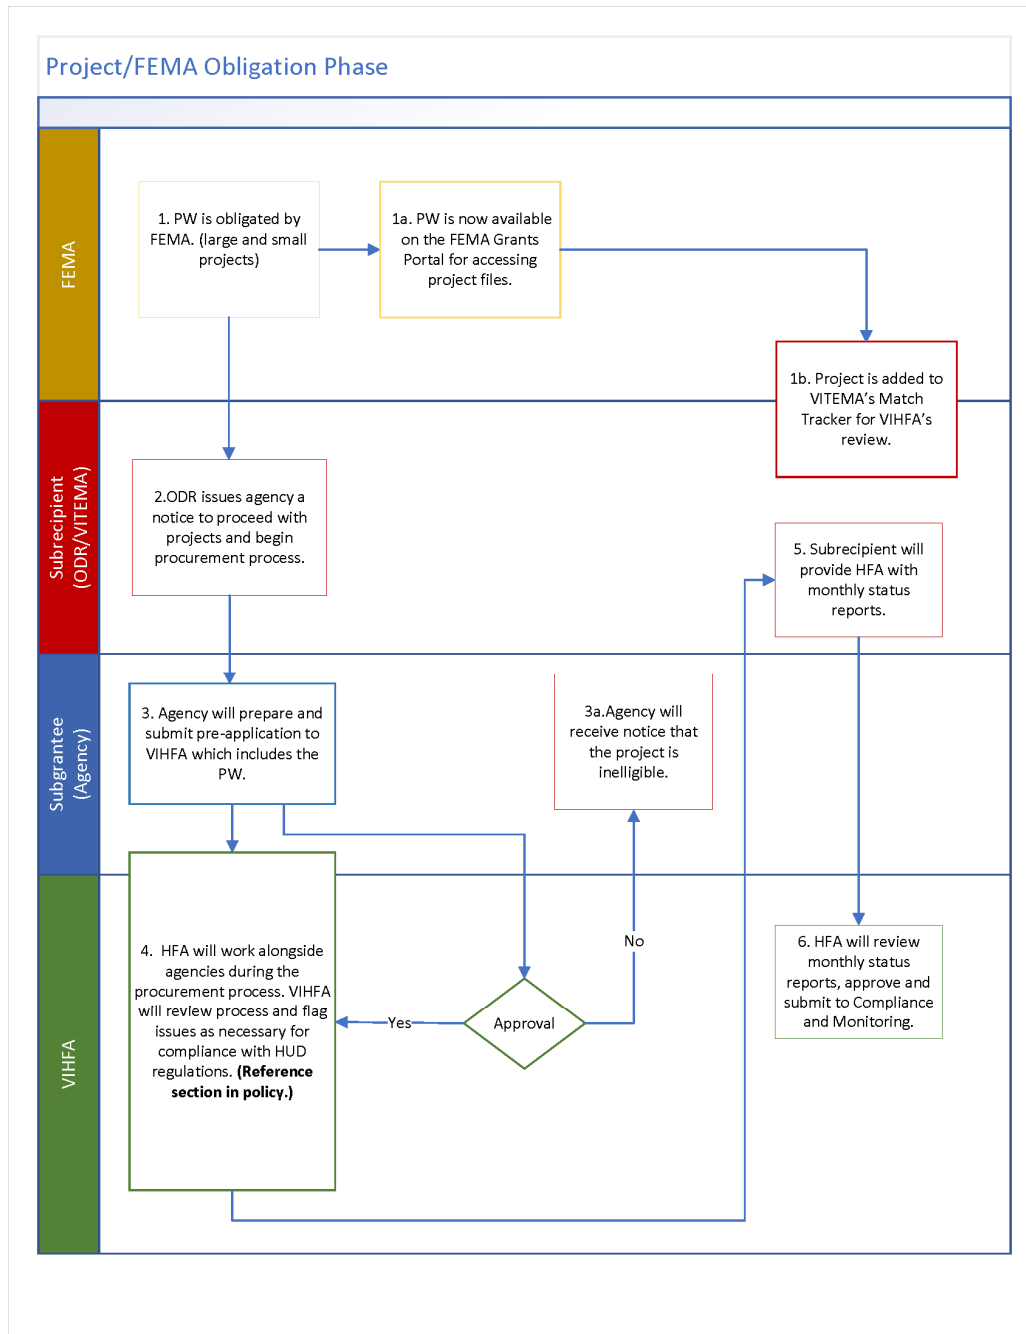 Project/FEMA Obligation Phase
FEMA
1. PW is obligated by
FEMA. (large and small
projects)
1a. PW is now available
on the FEMA Grants
Portal for accessing
project files.
1b. Project is added to
VITEMA’s Match
Tracker for VIHFA’s
review.
Subrecipient
(ODR/VITEMA)
2.ODR issues agency a
notice to proceed with
projects and begin
procurement process.
5. Subrecipient will
provide HFA with
monthly status
reports.
Subgrantee
(Agency)
3. Agency will prepare and
submit pre-application to
VIHFA which includes the
PW.
3a.Agency will
receive notice that
the project is
inelligible.
VIHFA
4.  HFA will work alongside
agencies during the
procurement process. VIHFA
will review process and flag
issues as necessary for
compliance with HUD
regulations. (Reference
section in policy.)
Yes
Approval
No
6. HFA will review
monthly status
reports, approve and
submit to Compliance
and Monitoring.